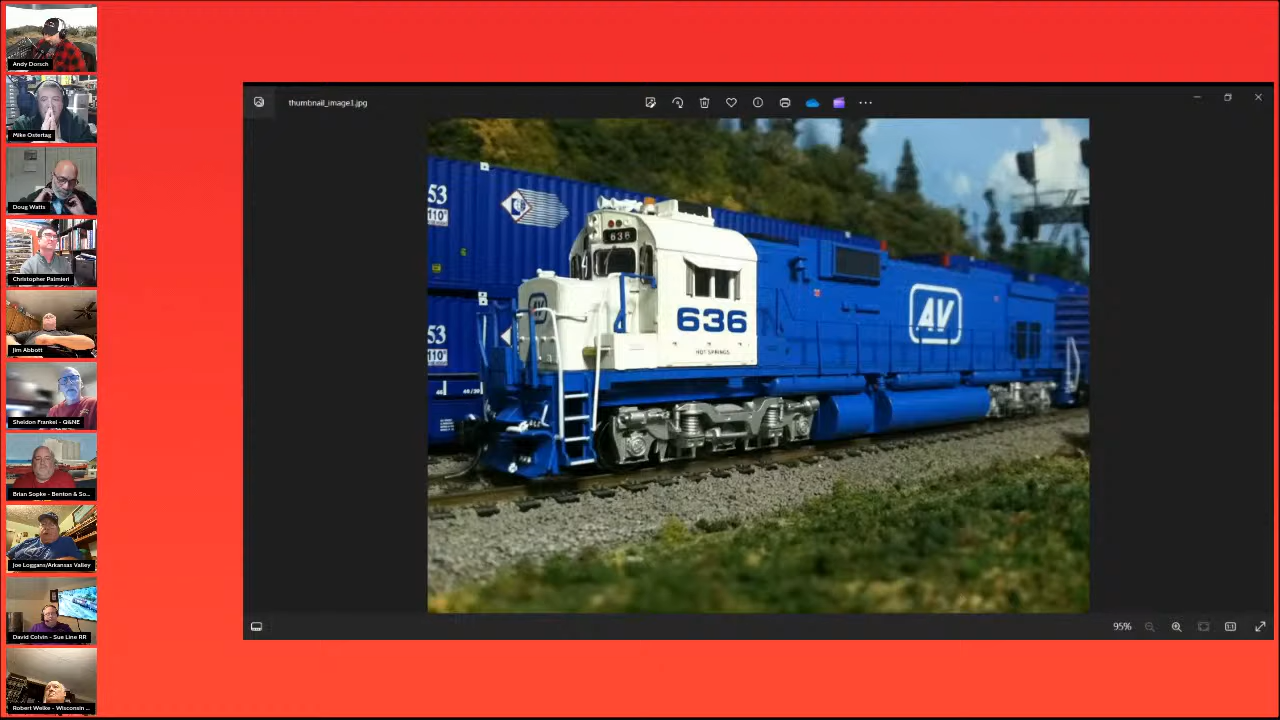 Andy Dorsch
Mike Ostertag
Doug Watts
Christopher Palmieri
Jim Abbott
Sheldon Frankel - Q&NE
Brian Sopke - Benton & So...
Joe Loggans/Arkansas Valley
David Colvin - Sue Line RR
Robert Welke - Wisconsin ...
thumbnail_image1.jpg
53
110"
53
110"
636
AV
636
HOT SPRINGS
AV
95%